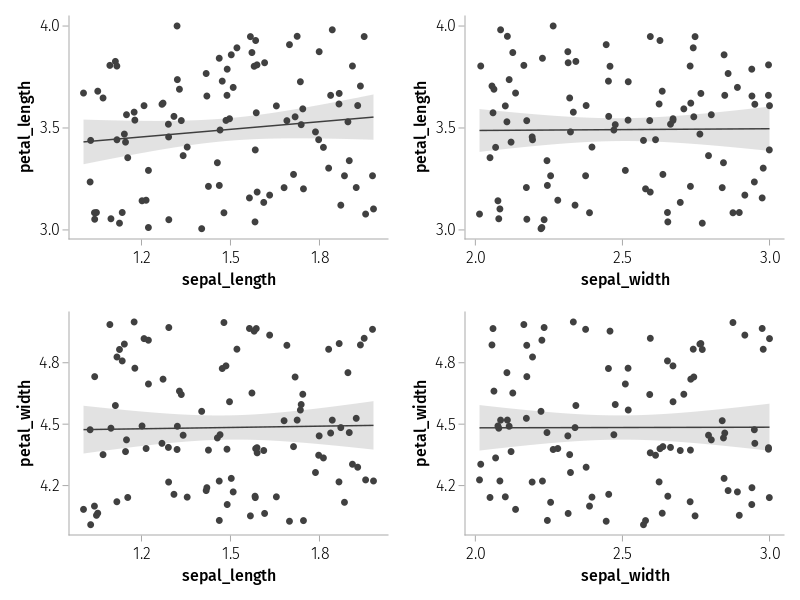 4.0
3.5
3.0
petal_length
1.2 1.5 1.8
sepal_length
4.0
3.5
3.0
petal_length
2.0 2.5 3.0
sepal_width
4.8
4.5
4.2
petal_width
1.2 1.5 1.8
sepal_length
4.8
4.5
4.2
petal_width
2.0 2.5 3.0
sepal_width